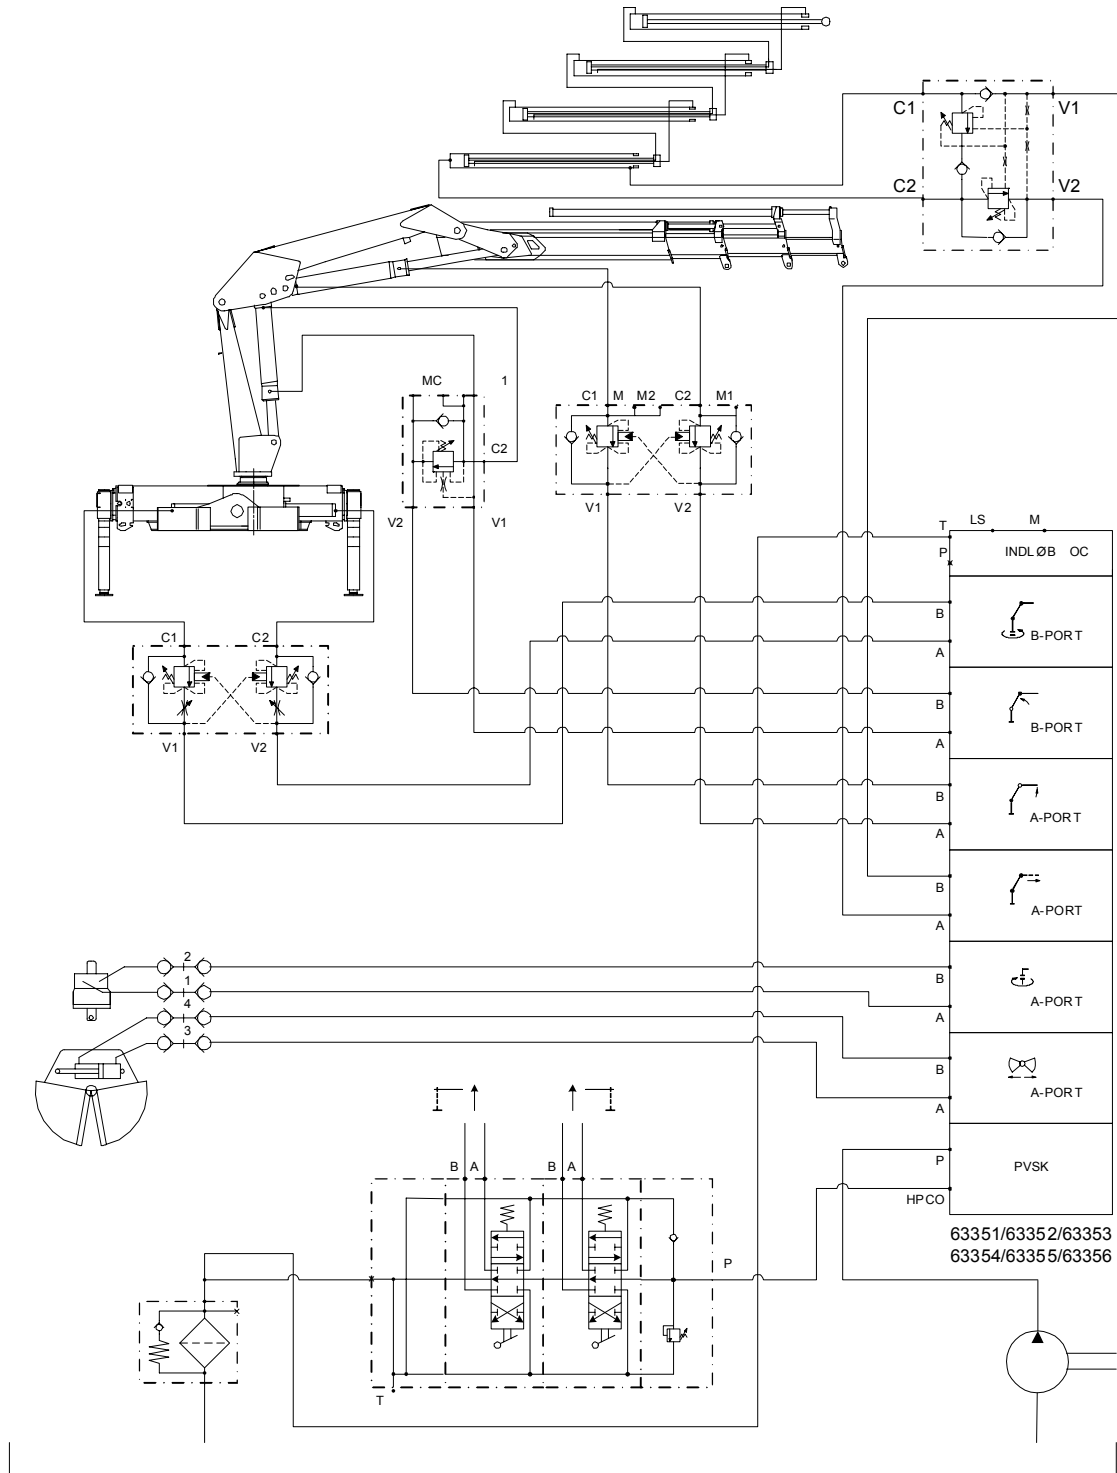 C1 V1
C2 V2
MC 1
C2
V2 V1
C1 M M2 C2 M1
V1 V2
LS M
T
P INDLØB OC
B
B-PORT
A
C1 C2
V1 V2
B
B-PORT
A
B
A-PORT
A
B
A-PORT
A
2
1
4
3
B
A-PORT
A
B
A-PORT
A
P
PVSK
HPCO
63351/63352/63353
63354/63355/63356
B A B A
P
T